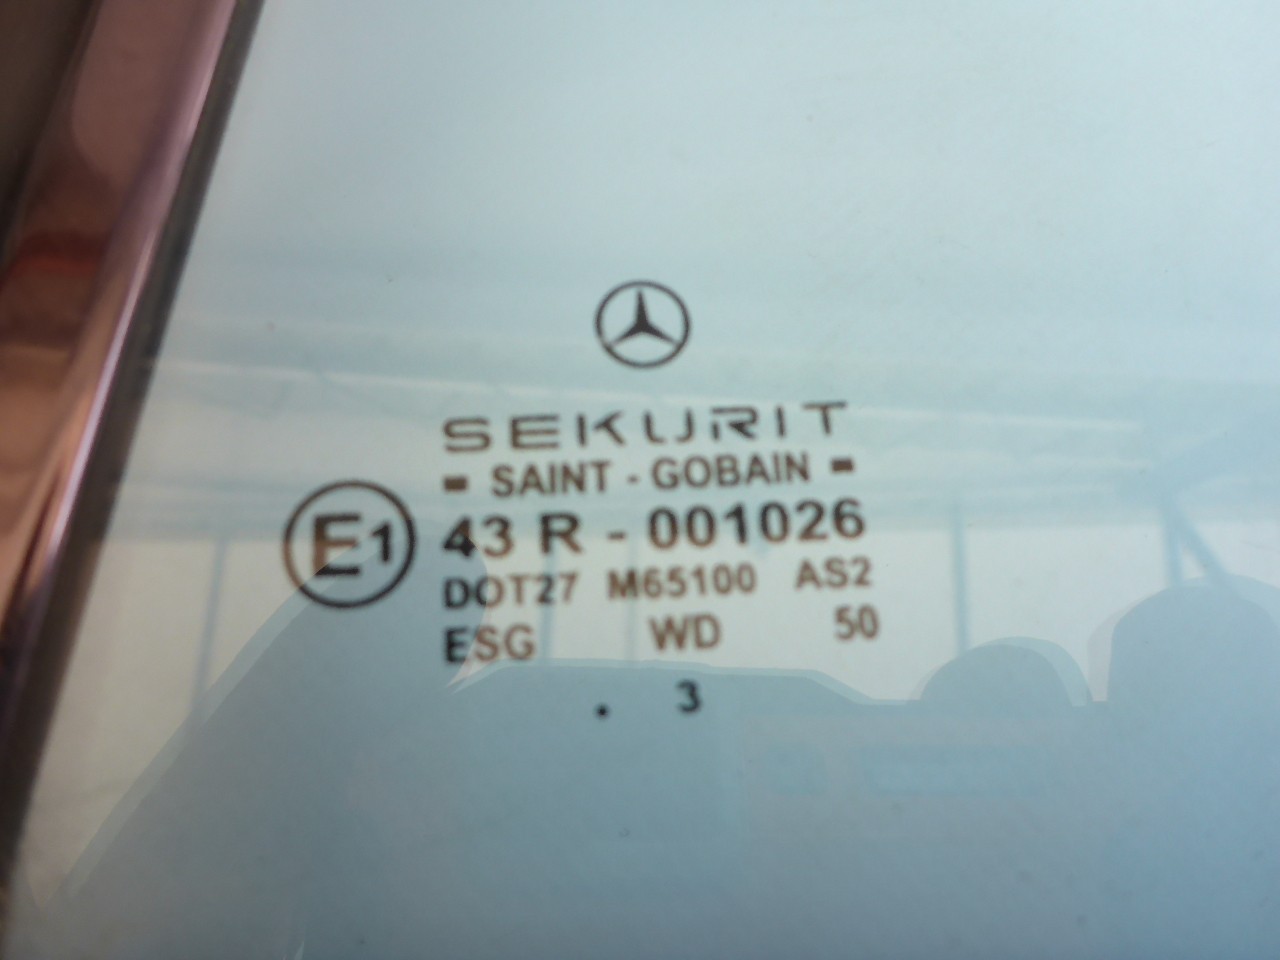 SEKURIT
- SAINT - GOBAIN -
E1
43 R - 001026
DOT27 M65100 AS2
ESG WD 50
. 3